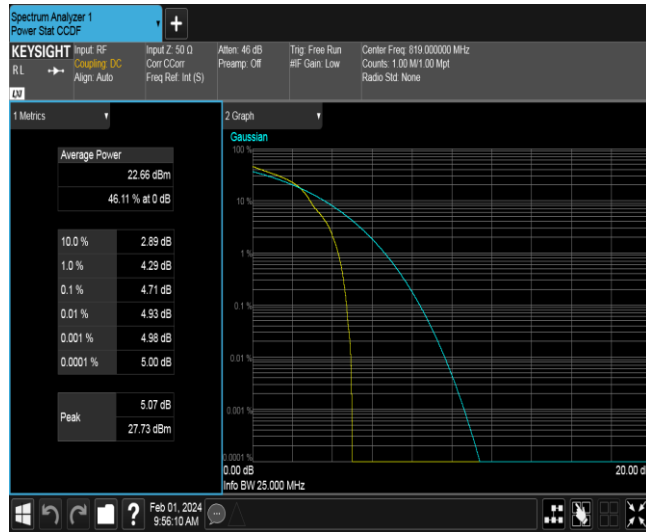 Spectrum Analyzer 1
Power Stat CCDF
+
KEYSIGHT
RL
LXI
Input: RF
Coupling: DC
Align: Auto
Input Z: 50 Ω
Corr CCorr
Freq Ref: Int (S)
Atten: 46 dB
Preamp: Off
Trig: Free Run
#IF Gain: Low
Center Freq: 819.000000 MHz
Counts: 1.00 M/1.00 Mpt
Radio Std: None
1 Metrics
Average Power
22.66 dBm
46.11 % at 0 dB
10.0 % 2.89 dB
1.0 % 4.29 dB
0.1 % 4.71 dB
0.01 % 4.93 dB
0.001 % 4.98 dB
0.0001 % 5.00 dB
Peak
5.07 dB
27.73 dBm
2 Graph
Gaussian
100 %
10 %
1 %
0.1 %
0.01 %
0.001 %
0.0001 %
0.00 dB
20.00 d
Info BW 25.000 MHz
?
Feb 01, 2024
9:56:10 AM